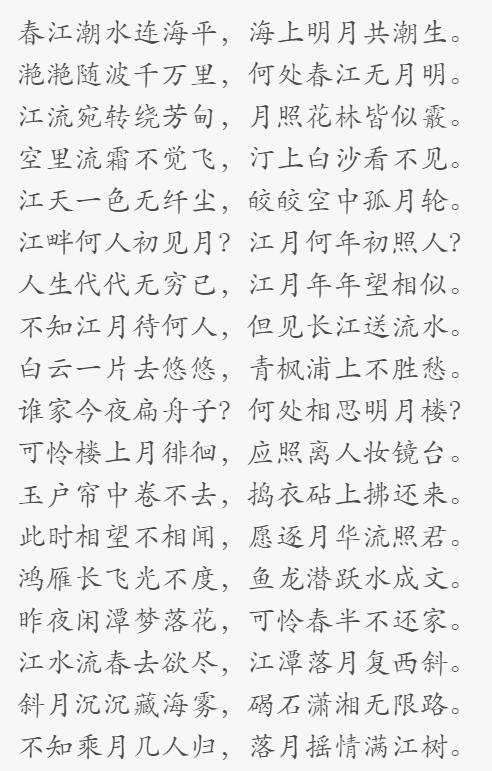 春江潮水连海平，海上明月共潮生。
滟滟随波千万里，何处春江无月明。
江流宛转绕芳甸，月照花林皆似霰。
空里流霜不觉飞，汀上白沙看不见。
江天一色无纤尘，皎皎空中孤月轮。
江畔何人初见月？江月何年初照人？
人生代代无穷已，江月年年望相似。
不知江月待何人，但见长江送流水。
白云一片去悠悠，青枫浦上不胜愁。
谁家今夜扁舟子？何处相思明月楼？
可怜楼上月徘徊，应照离人妆镜台。
玉户帘中卷不去，捣衣砧上拂还来。
此时相望不相闻，愿逐月华流照君。
鸿雁长飞光不度，鱼龙潜跃水成文。
昨夜闲潭梦落花，可怜春半不还家。
江水流春去欲尽，江潭落月复西斜。
斜月沉沉藏海雾，碣石潇湘无限路。
不知乘月几人归，落月摇情满江树。